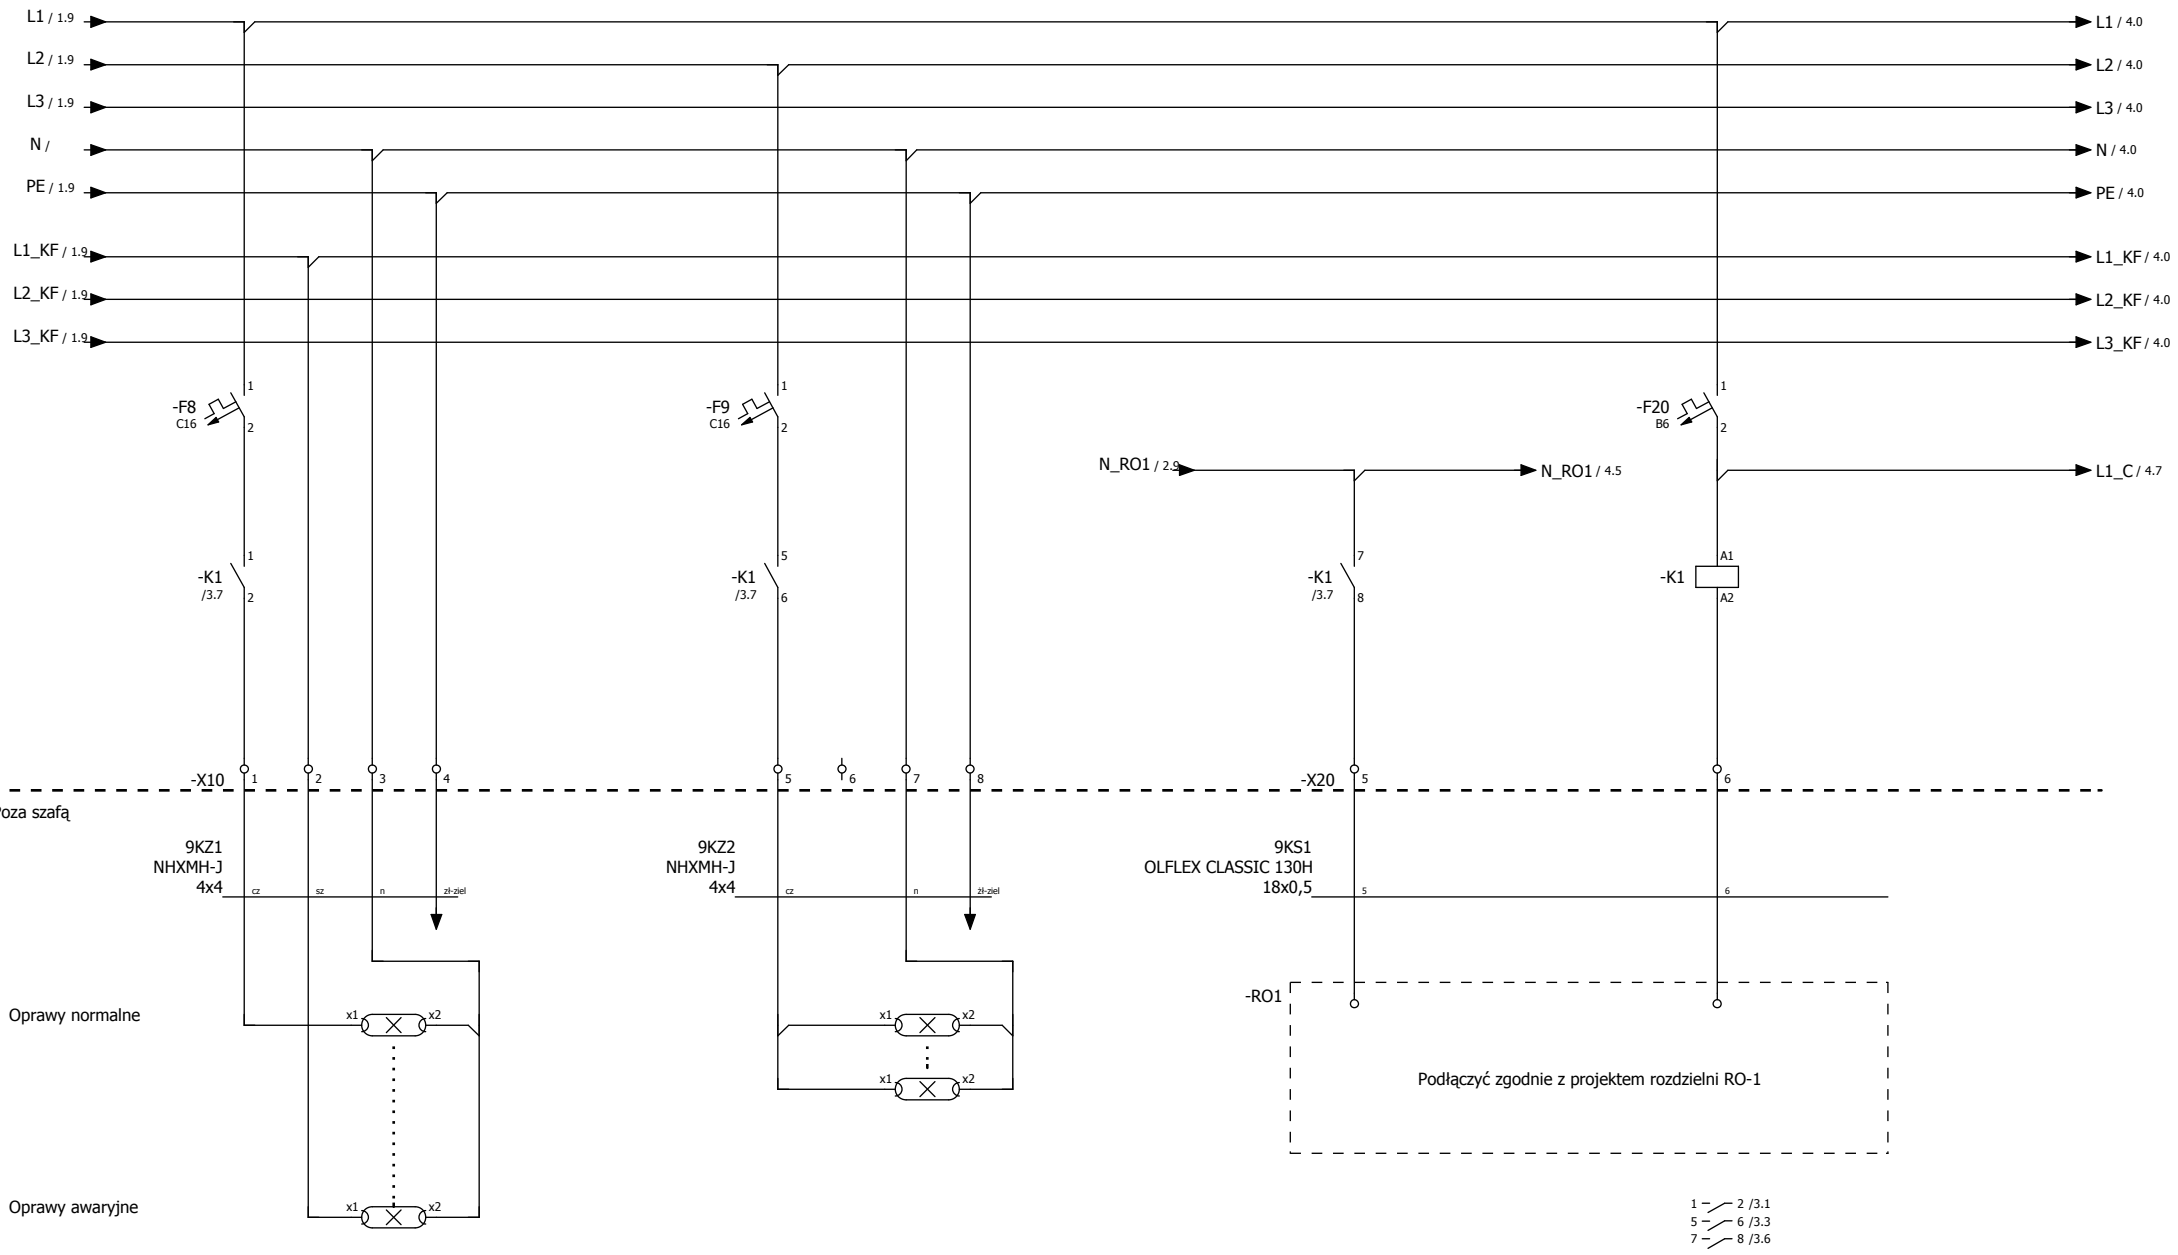 L1 / 1.9
L1 / 4.0
L2 / 1.9
L2 / 4.0
L3 / 1.9
L3 / 4.0
N /
N / 4.0
PE / 1.9
PE / 4.0
L1_KF / 1.9
L1_KF / 4.0
L2_KF / 1.9
L2_KF / 4.0
L3_KF / 1.9
L3_KF / 4.0
1
-F8
C16
2
1
-F9
C16
2
1
-F20
B6
2
N_RO1 / 2.9
N_RO1 / 4.5
L1_C / 4.7
1
-K1
/3.7
2
5
-K1
/3.7
6
7
-K1
/3.7
8
A1
-K1
A2
-X10 1 2 3 4 5 6 7 8
-X20 5 6
Poza szafą
9KZ1
NHXMH-J
4x4
cz sz n zł-ziel
9KZ2
NHXMH-J
4x4
cz n żł-ziel
9KS1
OLFLEX CLASSIC 130H
18x0,5
5 6
Oprawy normalne
x1 x2
x1 x2
x1 x2
-RO1
Podłączyć zgodnie z projektem rozdzielni RO-1
Oprawy awaryjne
x1 x2
1 2 /3.1
5 6 /3.3
7 8 /3.6